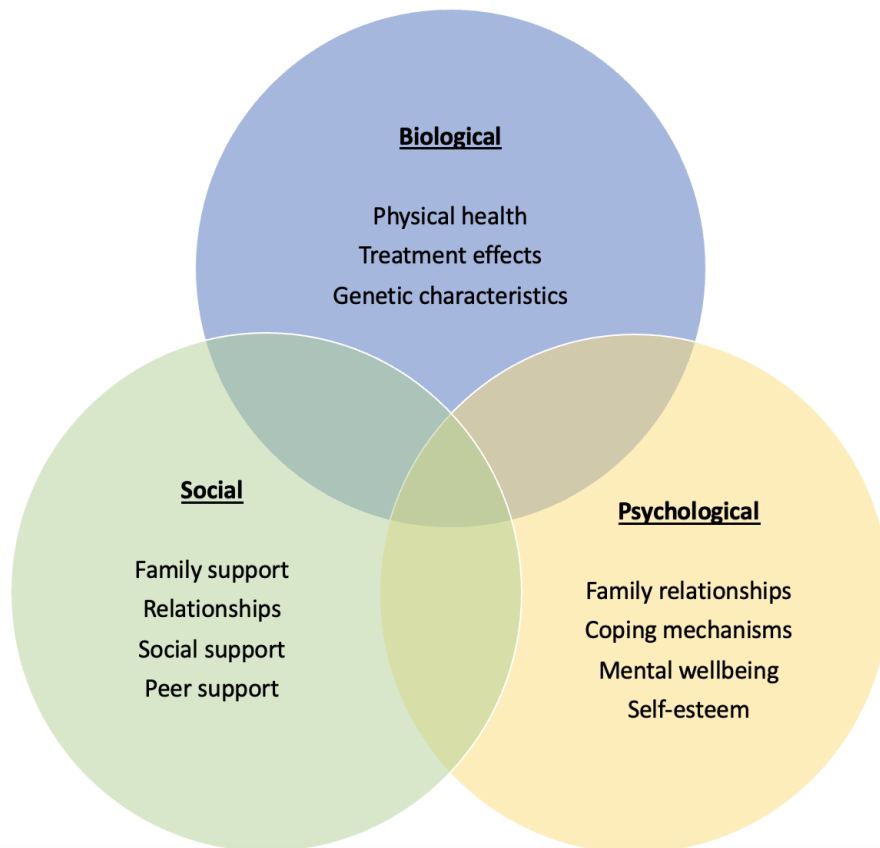 Biological
Physical health
Treatment effects
Genetic characteristics
Social
Family support
Relationships
Social support
Peer support
Psychological
Family relationships
Coping mechanisms
Mental wellbeing
Self-esteem